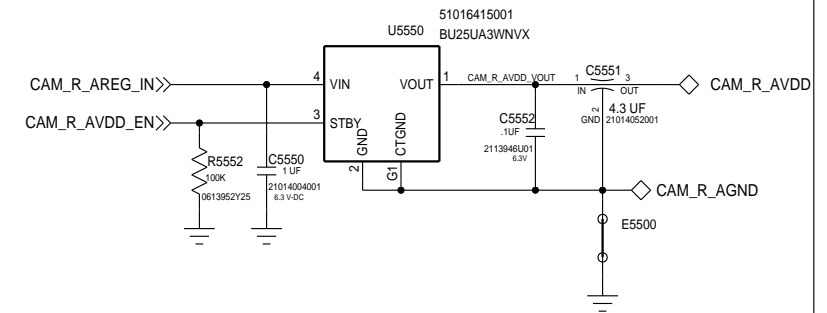 51016415001
U5550
BU25UA3WNVX
CAM_R_AREG_IN
4
VIN
VOUT
1
CAM_R_AVDD_VOUT
1
C5551
3
CAM_R_AVDD
IN
OUT
CAM_R_AVDD_EN
3
STBY
2
GND
4.3 UF
21014052001
C5552
.1UF
2113946U01
6.3V
GND
CTGND
2
G1
R5552
100K
0613952Y25
C5550
1 UF
21014004001
6.3 V-DC
CAM_R_AGND
E5500